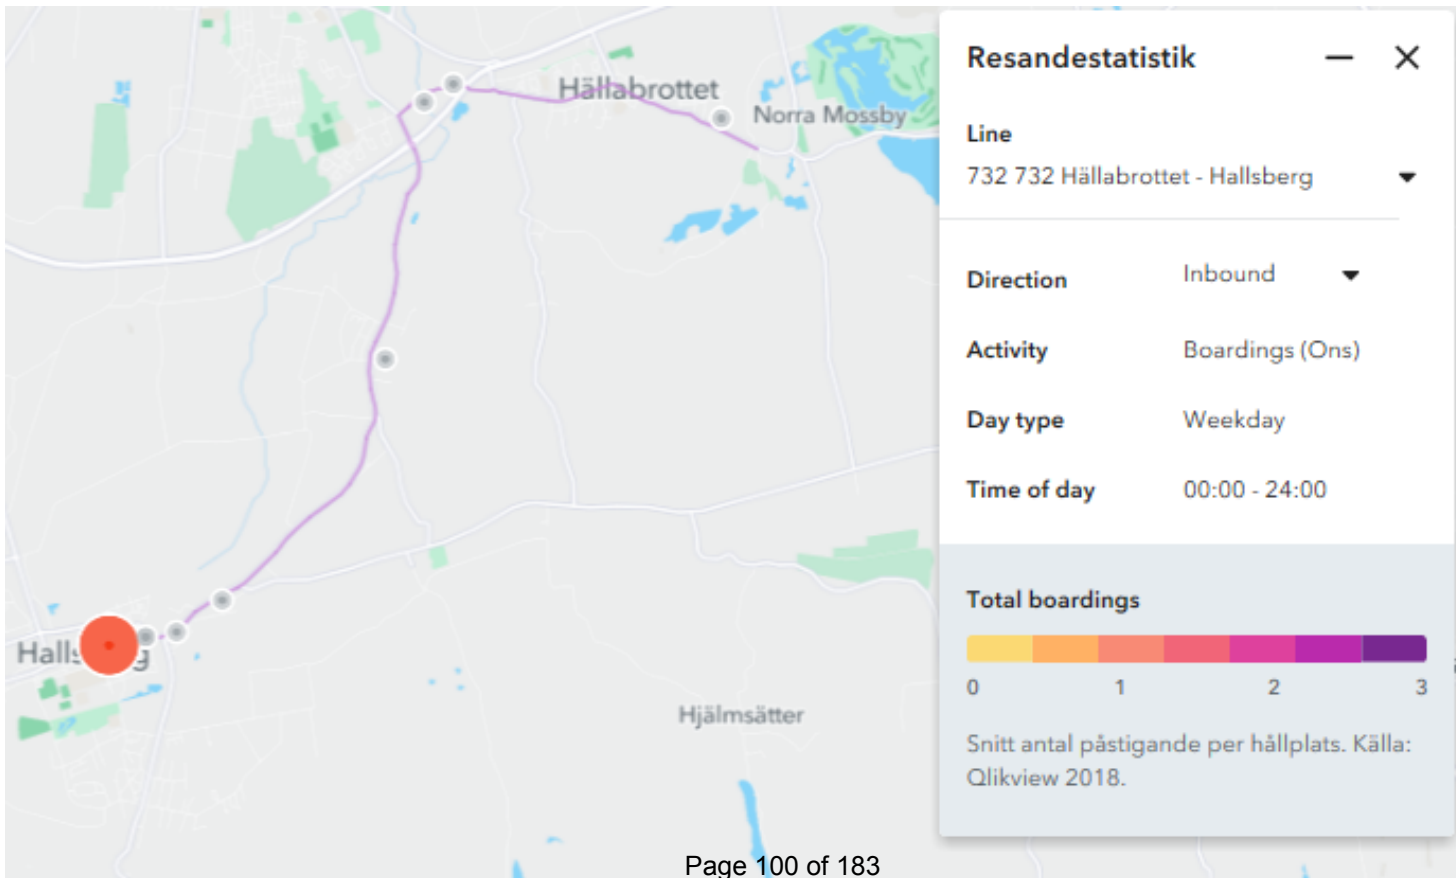 Hällabrottet
Norra Mossby
Hjälmsätter
Resandestatistik
Line
732 732 Hällabrottet - Hallsberg
Direction Inbound
Activity Boardings (Ons)
Day type Weekday
Time of day 00:00 - 24:00
Total boardings
0 1 2 3
Snitt antal påstigande per hållplats. Källa:
Qlikview 2018.
Page 100 of 183